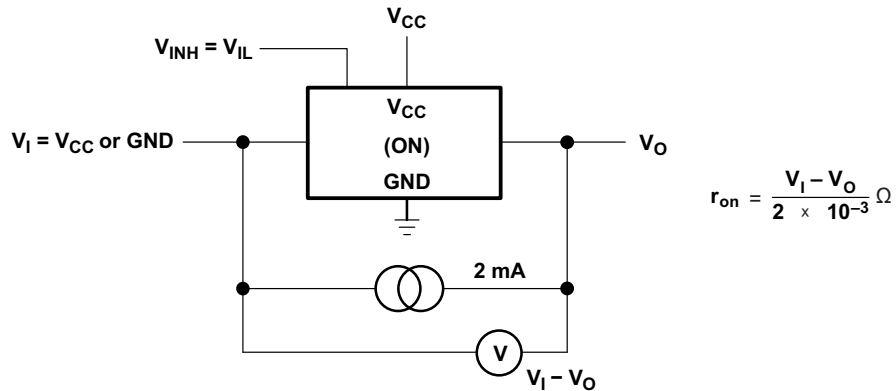 V_CC
V_INH = V_IL
V_CC
V_I = V_CC or GND
(ON)
V_O
GND
r_on = V_I – V_O / 2 × 10^–3 Ω
2 mA
V
V_I – V_O